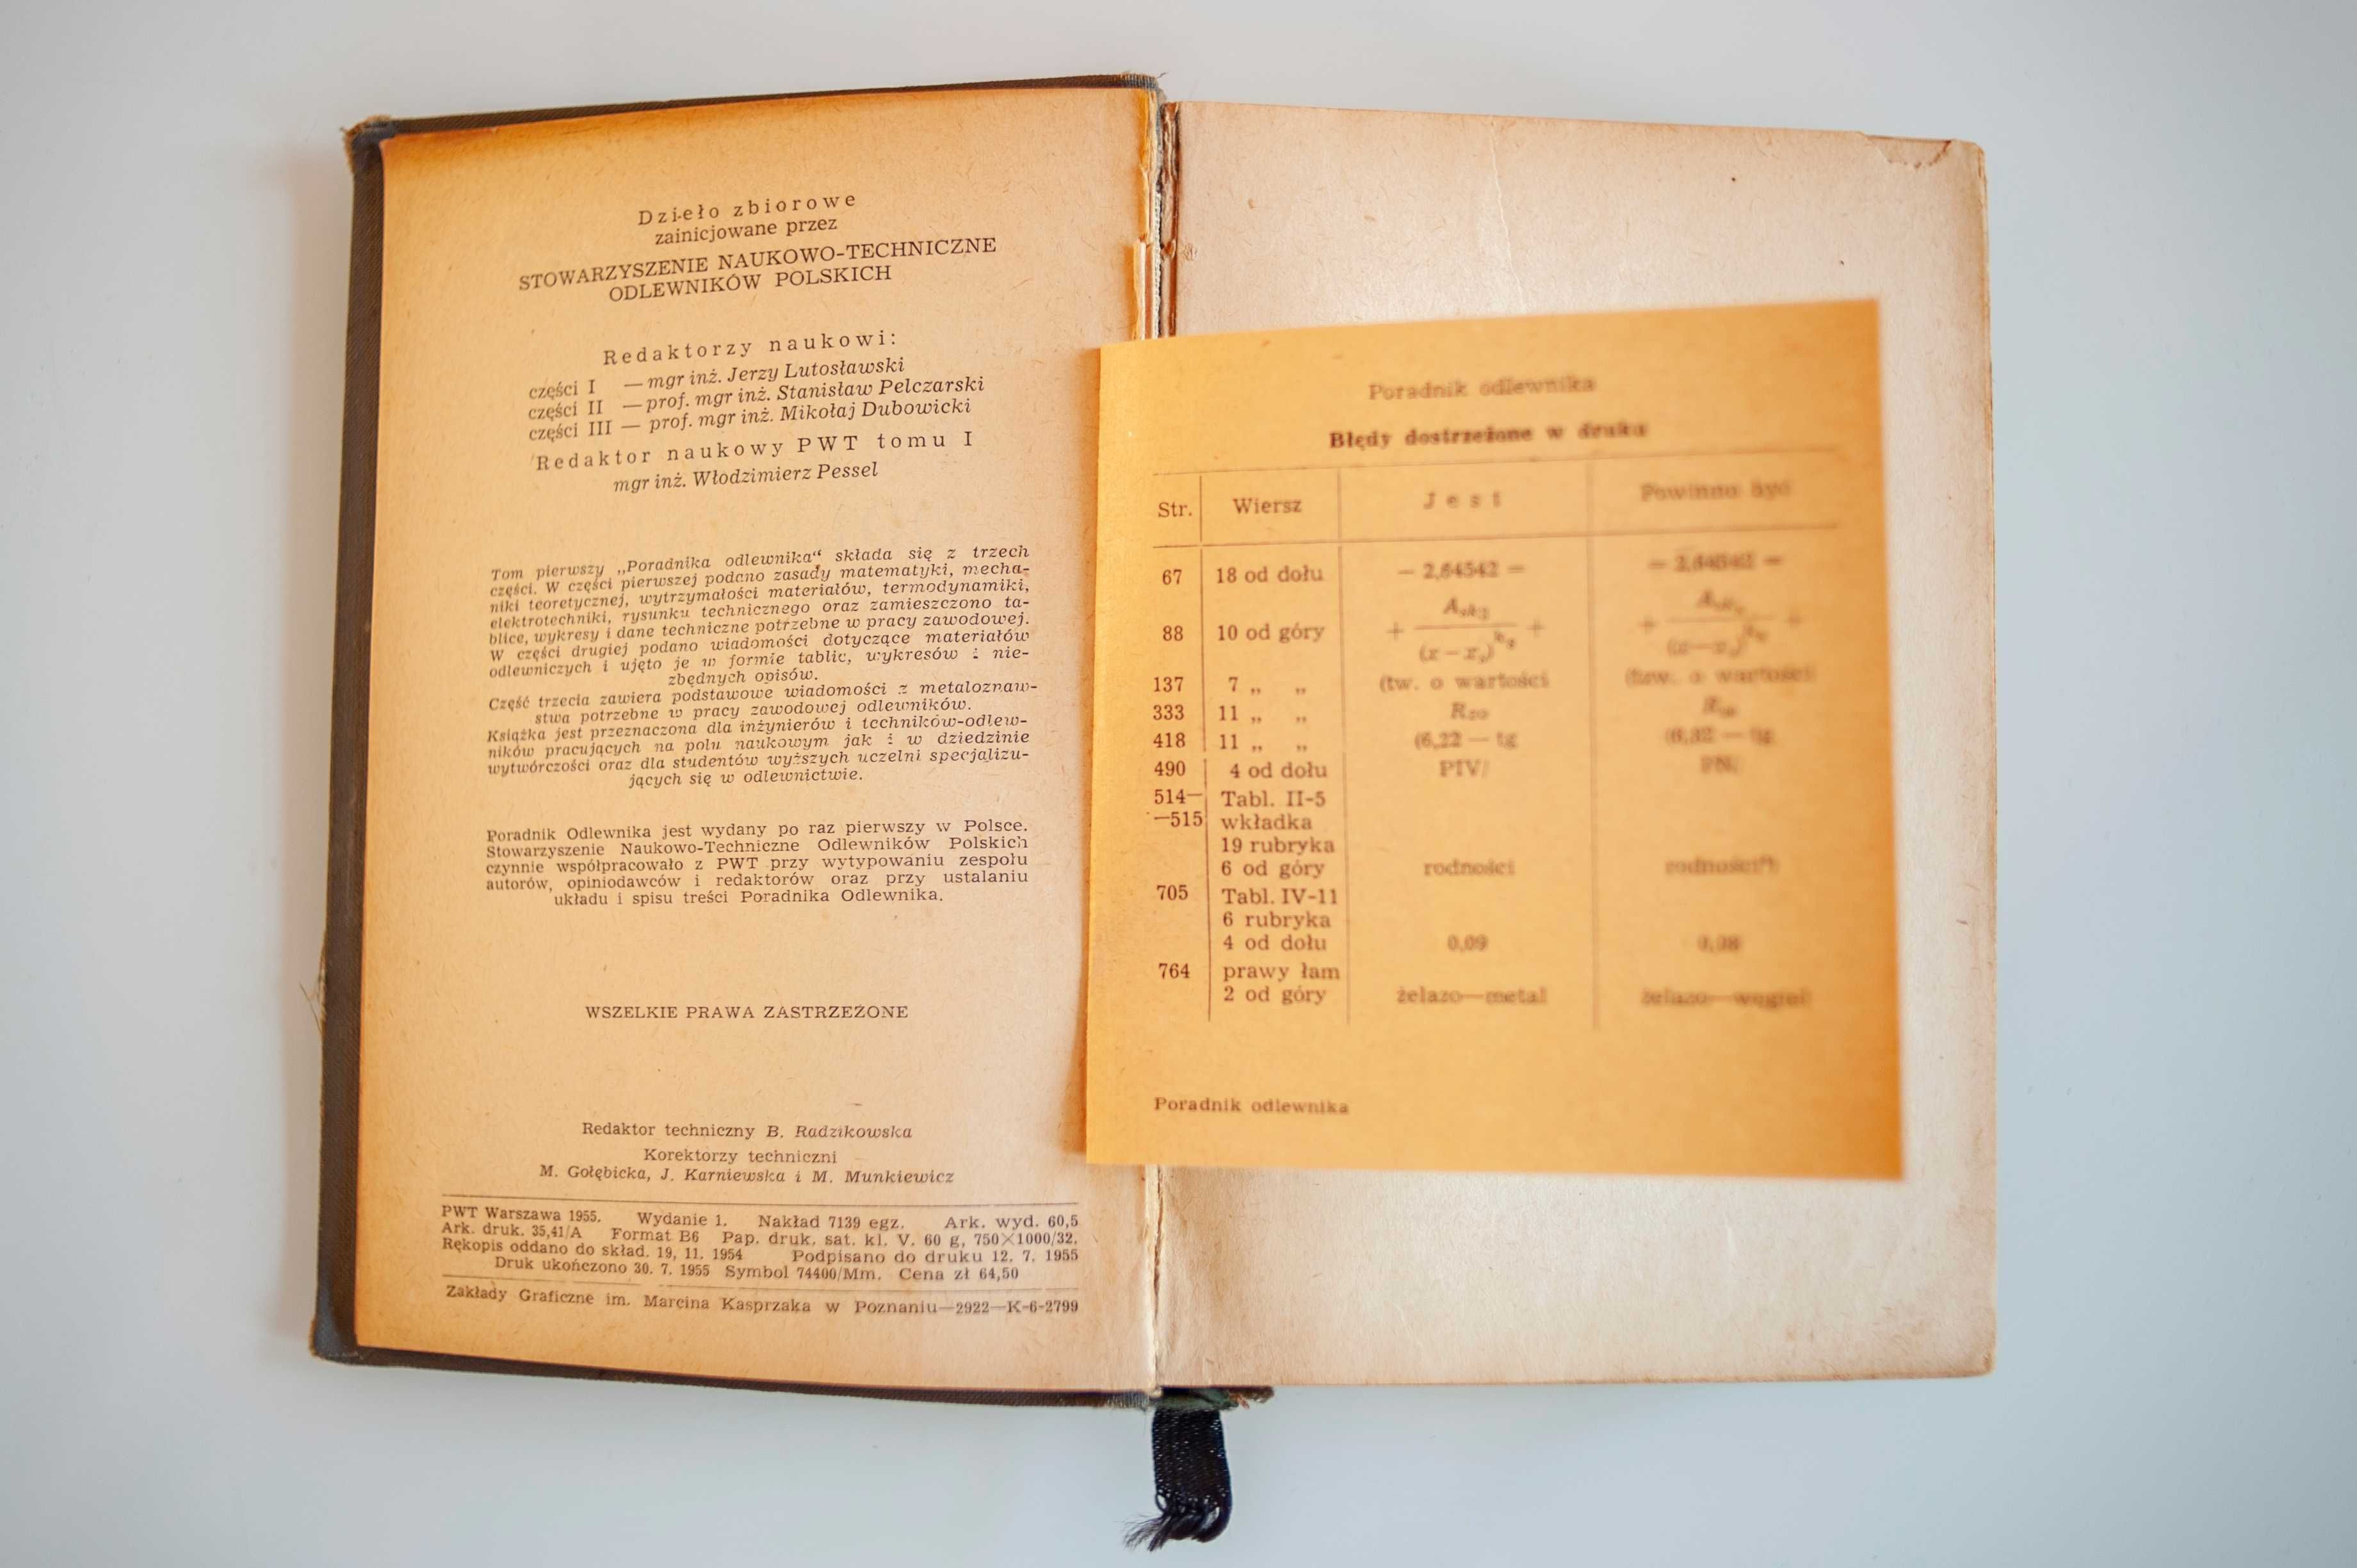 Dzieło zbiorowe
zainicjowane przez
STOWARZYSZENIE NAUKOWO-TECHNICZNE
ODLEWNIKÓW POLSKICH
Redaktorzy naukowi:
części I — mgr inż. Jerzy Lutosławski
części II — prof. mgr inż. Stanisław Pelczarski
części III — prof. mgr inż. Mikołaj Dubowicki
Redaktor naukowy PWT tomu I
mgr inż. Włodzimierz Pessel
Tom pierwszy „Poradnika odlewnika“ składa się z trzech
części. W części pierwszej podano zasady matematyki, mecha-
niki teoretycznej, wytrzymałości materiałów, termodynamiki,
elektrotechniki, rysunku technicznego oraz zamieszczono ta-
blice, wykresy i dane techniczne potrzebne w pracy zawodowej.
W części drugiej podano wiadomości dotyczące materiałów
odlewniczych i ujęto je w formie tablic, wykresów i nie-
zbędnych opisów.
Część trzecia zawiera podstawowe wiadomości z metaloznaw-
stwa potrzebne w pracy zawodowej odlewników.
Książka jest przeznaczona dla inżynierów i techników-odlew-
ników pracujących na polu naukowym jak i w dziedzinie
wytwórczości oraz dla studentów wyższych uczelni specjalizu-
jących się w odlewnictwie.
Poradnik Odlewnika jest wydany po raz pierwszy w Polsce.
Stowarzyszenie Naukowo-Techniczne Odlewników Polskich
czynnie współpracowało z PWT przy wytypowaniu zespołu
autorów, opiniodawców i redaktorów oraz przy ustalaniu
układu i spisu treści Poradnika Odlewnika.
WSZELKIE PRAWA ZASTRZEŻONE
Redaktor techniczny B. Radzikowska
Korektorzy techniczni
M. Gołębicka, J. Karniewska i M. Munkiewicz
PWT Warszawa 1955. Wydanie 1. Nakład 7139 egz. Ark. wyd. 60,5
Ark. druk. 35,41/A Format B6 Pap. druk. sat. kl. V. 60 g, 750×1000/32.
Rękopis oddano do skład. 19. 11. 1954 Podpisano do druku 12. 7. 1955
Druk ukończono 30. 7. 1955 Symbol 74400/Mm. Cena zł 64,50
Zakłady Graficzne im. Marcina Kasprzaka w Poznaniu—2922—K-6-2799
Poradnik odlewnika
Błędy dostrzeżone w druku
Str. Wiersz Jest Powinno być
67 18 od dołu — 2,64542 =
88 10 od góry
137 7 „ „ (tw. o wartości
333 11 „ „
418 11 „ „ (6,22 — tg
490 4 od dołu PTV/ PN/
514— Tabl. II-5
—515 wkładka
19 rubryka
6 od góry rodności
705 Tabl. IV-11
6 rubryka
4 od dołu 0,09
764 prawy łam
2 od góry żelazo—metal żelazo—węgiel
Poradnik odlewnika